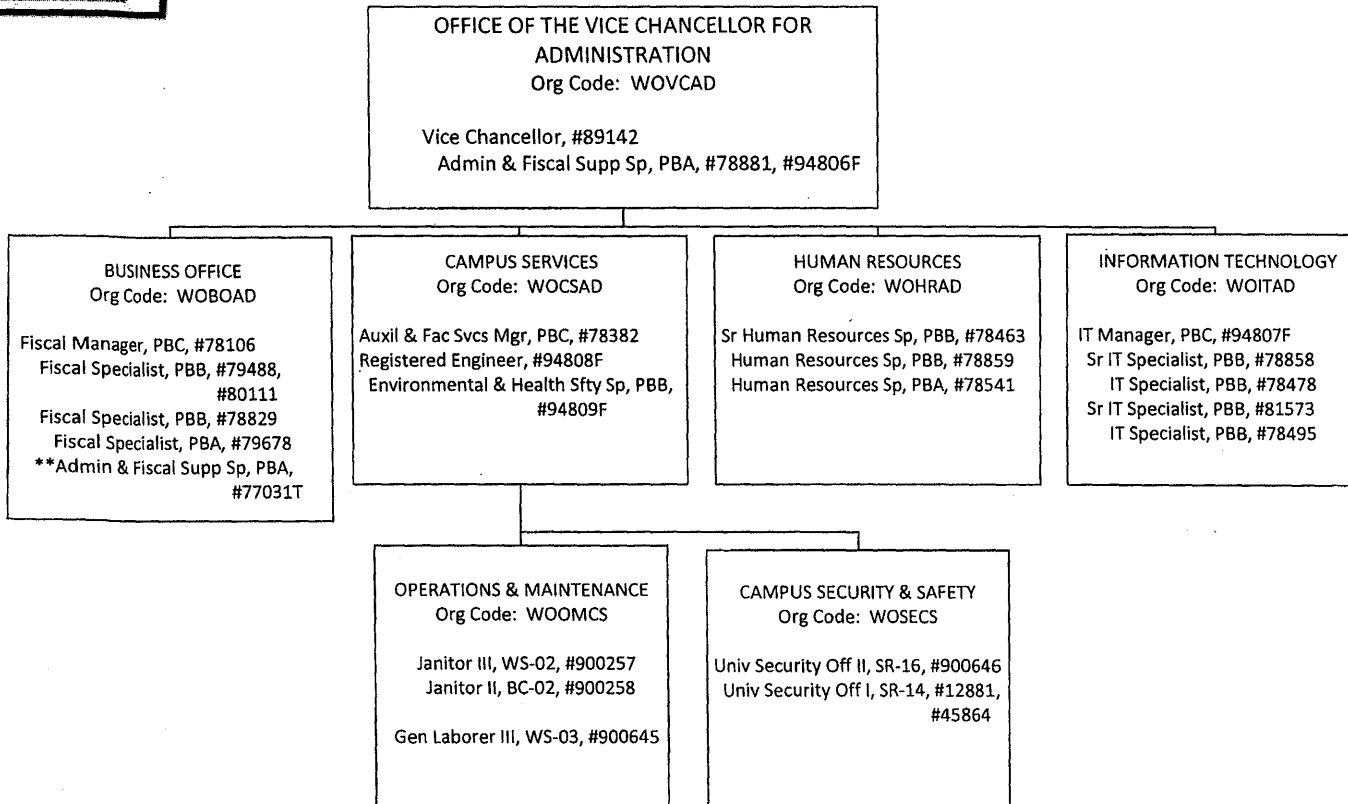 OFFICE OF THE VICE CHANCELLOR FOR
ADMINISTRATION
Org Code: WOVCAD
Vice Chancellor, #89142
Admin & Fiscal Supp Sp, PBA, #78881, #94806F
BUSINESS OFFICE
Org Code: WOBOAD
Fiscal Manager, PBC, #78106
Fiscal Specialist, PBB, #79488,
#80111
Fiscal Specialist, PBB, #78829
Fiscal Specialist, PBA, #79678
**Admin & Fiscal Supp Sp, PBA,
#77031T
CAMPUS SERVICES
Org Code: WOCSAD
Auxil & Fac Svcs Mgr, PBC, #78382
Registered Engineer, #94808F
Environmental & Health Sfty Sp, PBB,
#94809F
HUMAN RESOURCES
Org Code: WOHRAD
Sr Human Resources Sp, PBB, #78463
Human Resources Sp, PBB, #78859
Human Resources Sp, PBA, #78541
INFORMATION TECHNOLOGY
Org Code: WOITAD
IT Manager, PBC, #94807F
Sr IT Specialist, PBB, #78858
IT Specialist, PBB, #78478
Sr IT Specialist, PBB, #81573
IT Specialist, PBB, #78495
OPERATIONS & MAINTENANCE
Org Code: WOOMCS
Janitor III, WS-02, #900257
Janitor II, BC-02, #900258
Gen Laborer III, WS-03, #900645
CAMPUS SECURITY & SAFETY
Org Code: WOSECS
Univ Security Off II, SR-16, #900646
Univ Security Off I, SR-14, #12881,
#45864